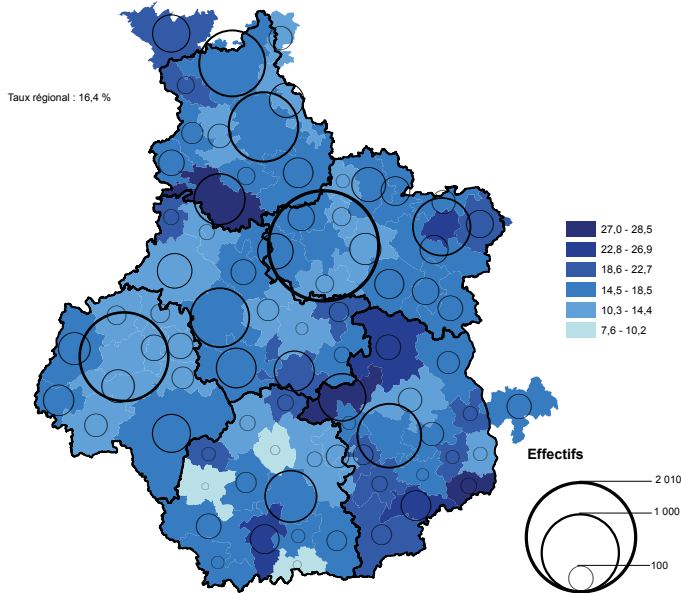 Taux régional : 16,4 %
27,0 - 28,5
22,8 - 26,9
18,6 - 22,7
14,5 - 18,5
10,3 - 14,4
7,6 - 10,2
Effectifs
2 010
1 000
100